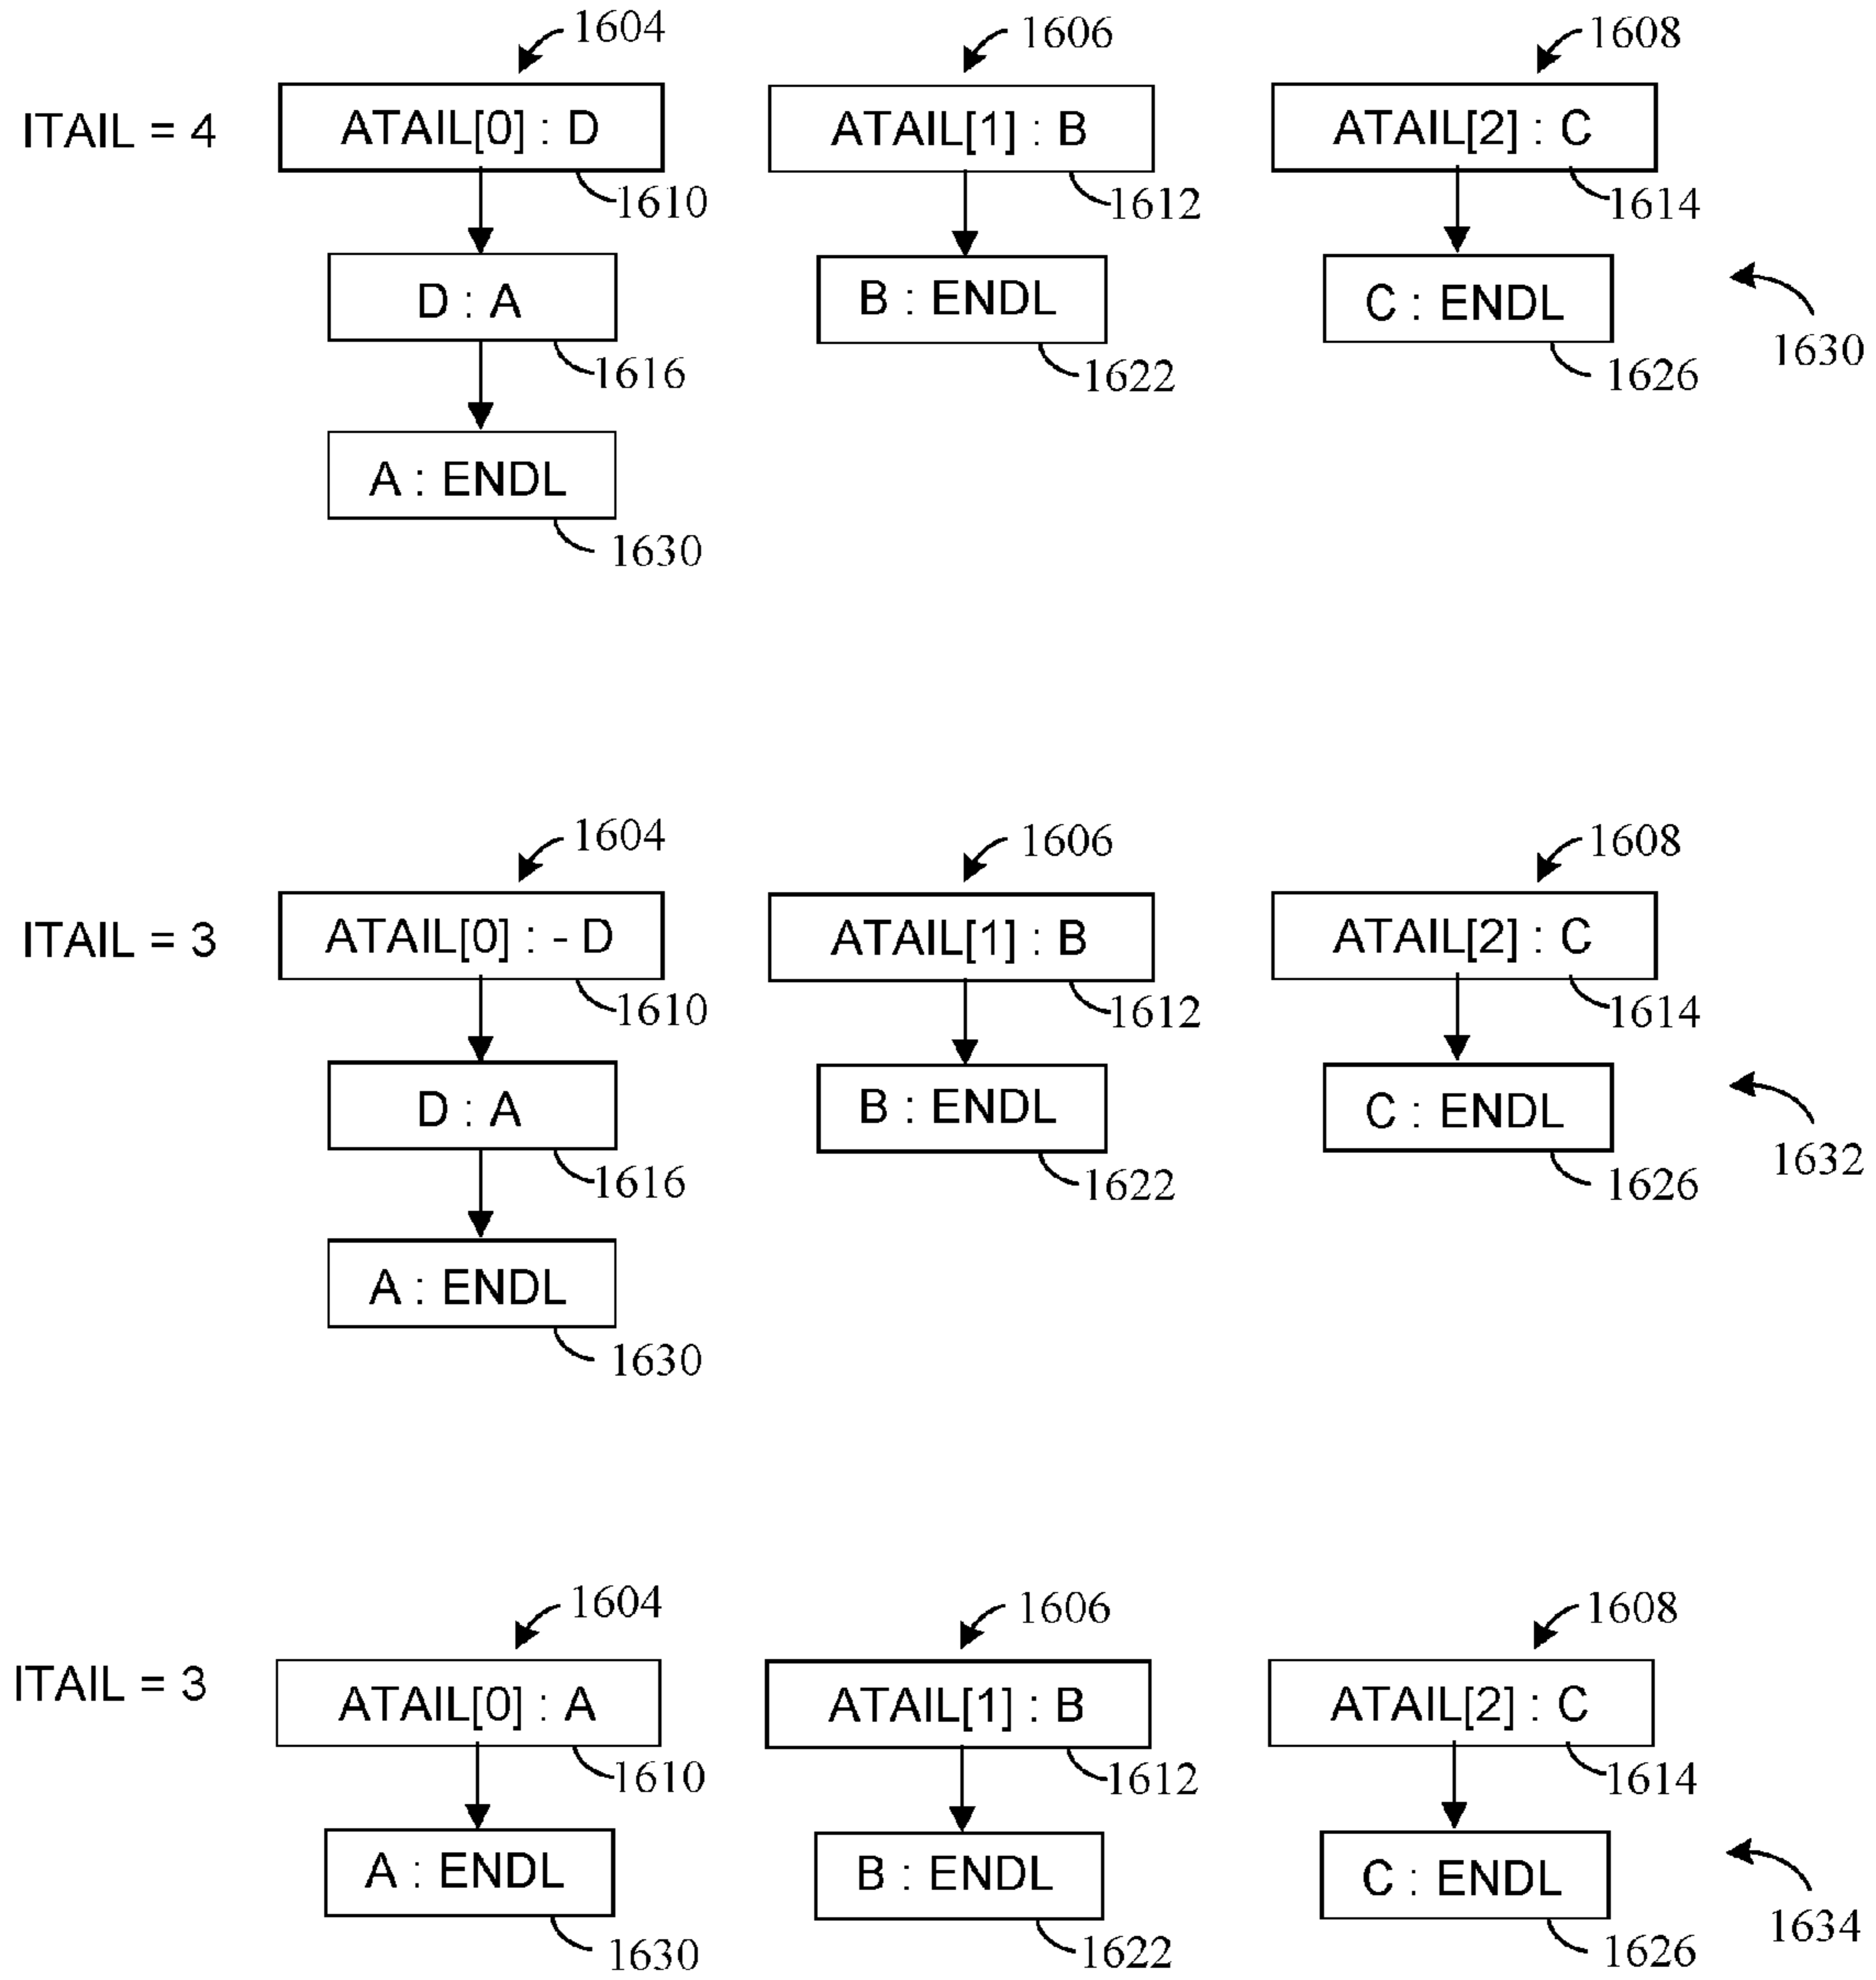 1604
1606
1608
ITAIL = 4
ATAIL[0] : D
ATAIL[1] : B
ATAIL[2] : C
1610
1612
1614
D : A
B : ENDL
C : ENDL
1630
1616
1622
1626
A : ENDL
1630
1604
1606
1608
ITAIL = 3
ATAIL[0] : - D
ATAIL[1] : B
ATAIL[2] : C
1610
1612
1614
D : A
B : ENDL
C : ENDL
1632
1616
1622
1626
A : ENDL
1630
1604
1606
1608
ITAIL = 3
ATAIL[0] : A
ATAIL[1] : B
ATAIL[2] : C
1610
1612
1614
A : ENDL
B : ENDL
C : ENDL
1634
1630
1622
1626